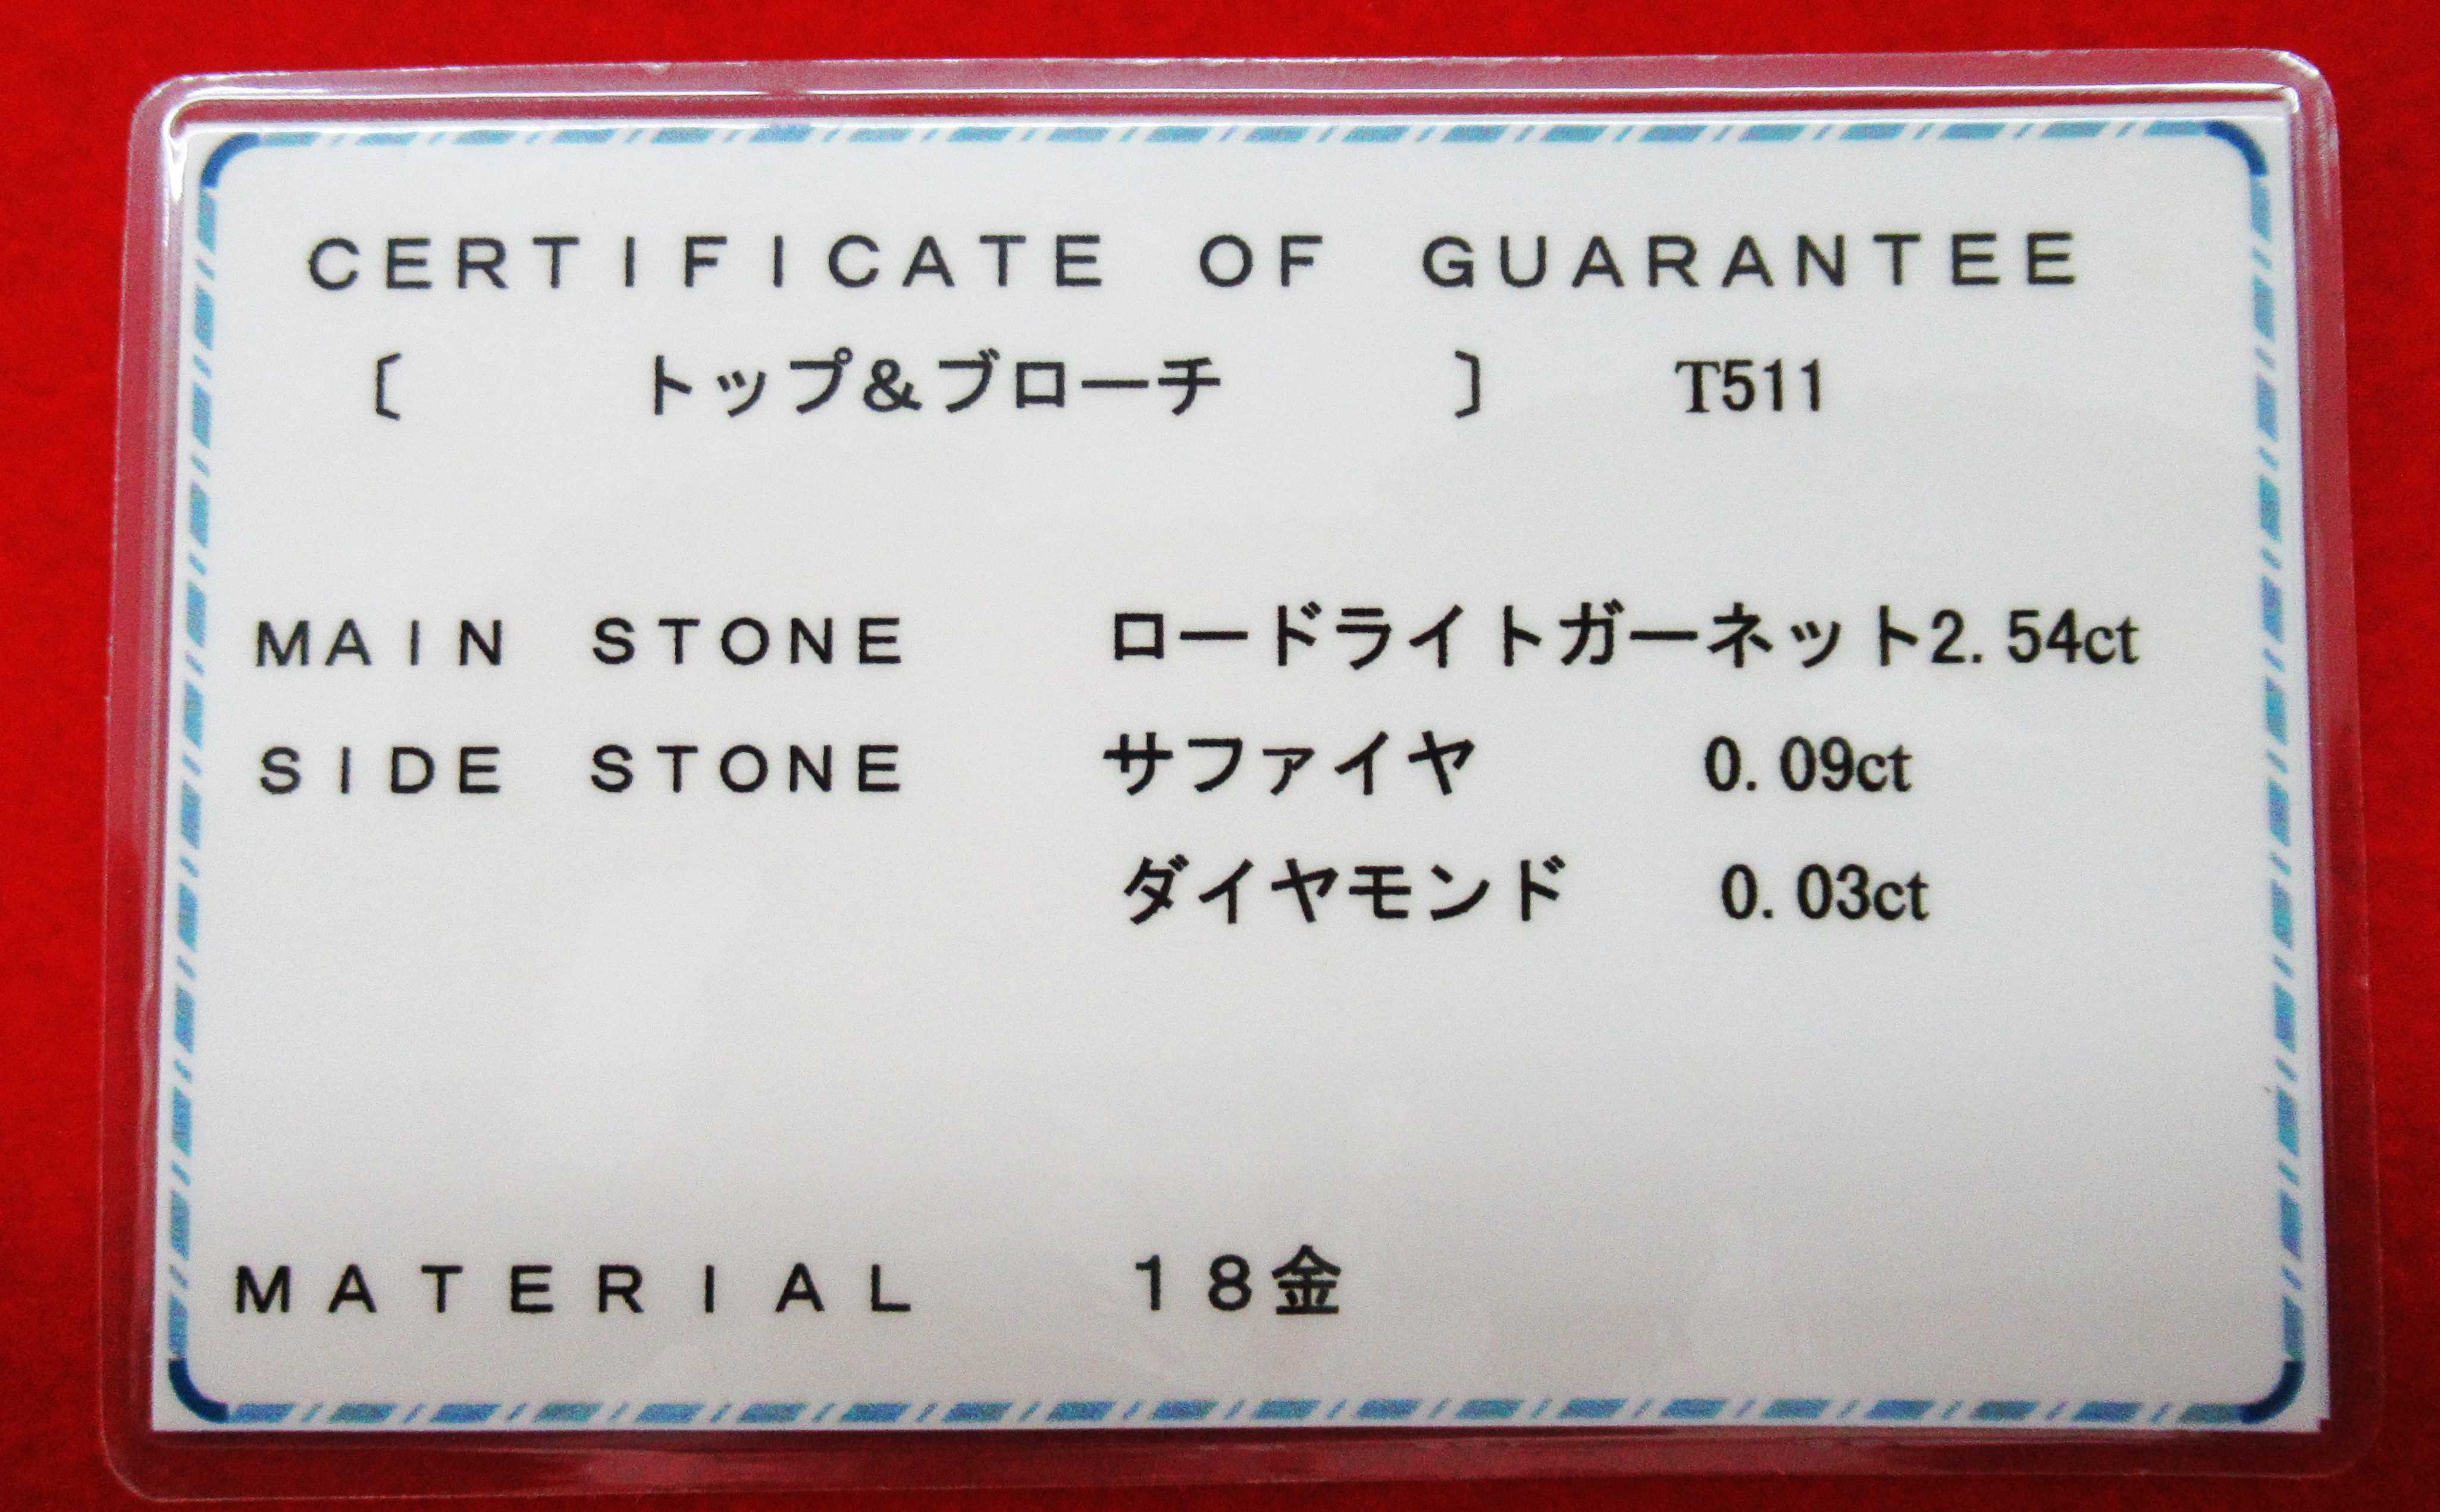 CERTIFICATE OF GUARANTEE
〔 トップ&ブローチ 〕 T511
MAIN STONE ロードライトガーネット2.54ct
SIDE STONE サファイヤ 0.09ct
ダイヤモンド 0.03ct
MATERIAL 18金